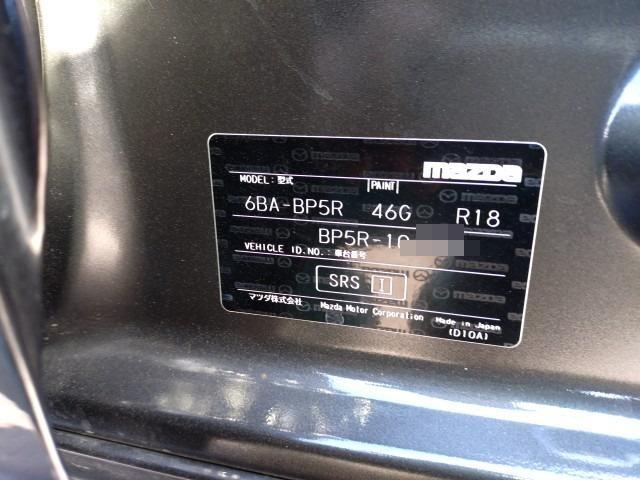 mazda
MODEL: 型式 PAINT
6BA-BP5R 46G R18
BP5R-10
VEHICLE ID.NO.: 車台番号
SRS I
マツダ株式会社 Mazda Motor Corporation Made in Japan
(D10A)